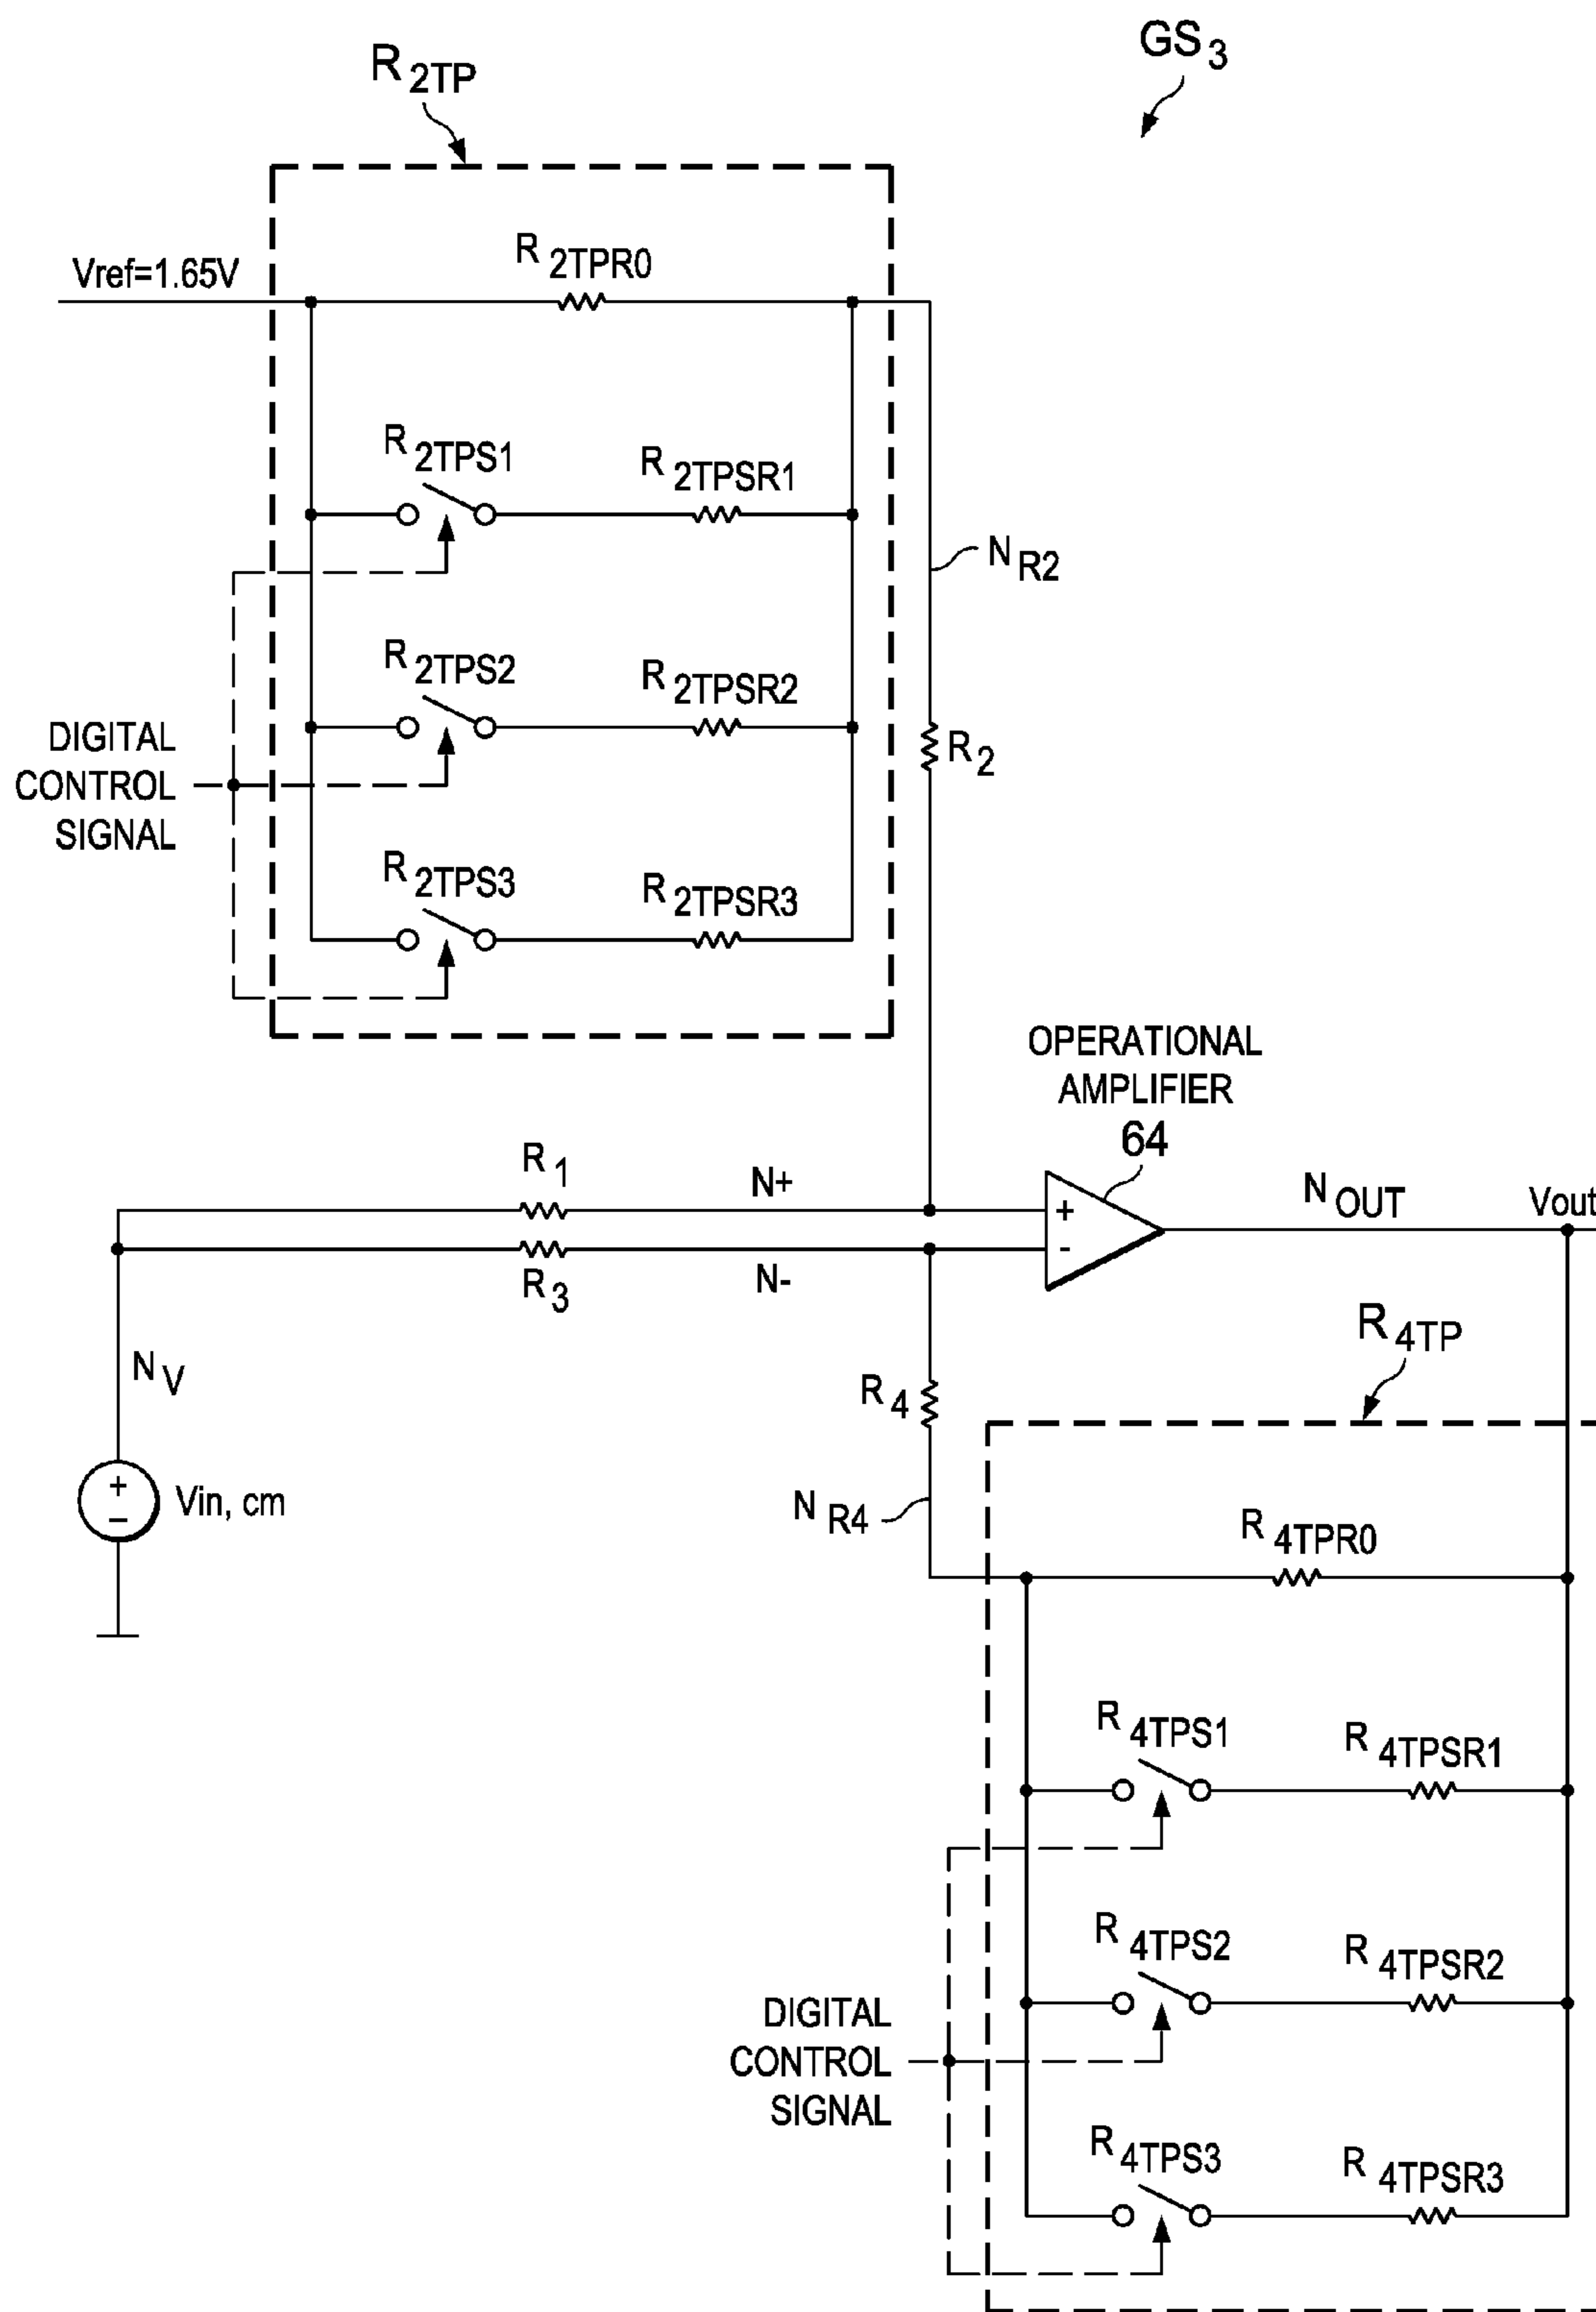 GS3
R2TP
R2TPR0
Vref=1.65V
R2TPS1
R2TPSR1
NR2
R2TPS2
R2TPSR2
DIGITAL
CONTROL
SIGNAL
R2
R2TPS3
R2TPSR3
OPERATIONAL
AMPLIFIER
64
R1
N+
+
NOUT
Vout
-
R3
N-
R4TP
NV
R4
+
-
Vin, cm
NR4
R4TPR0
R4TPS1
R4TPSR1
R4TPS2
R4TPSR2
DIGITAL
CONTROL
SIGNAL
R4TPS3
R4TPSR3